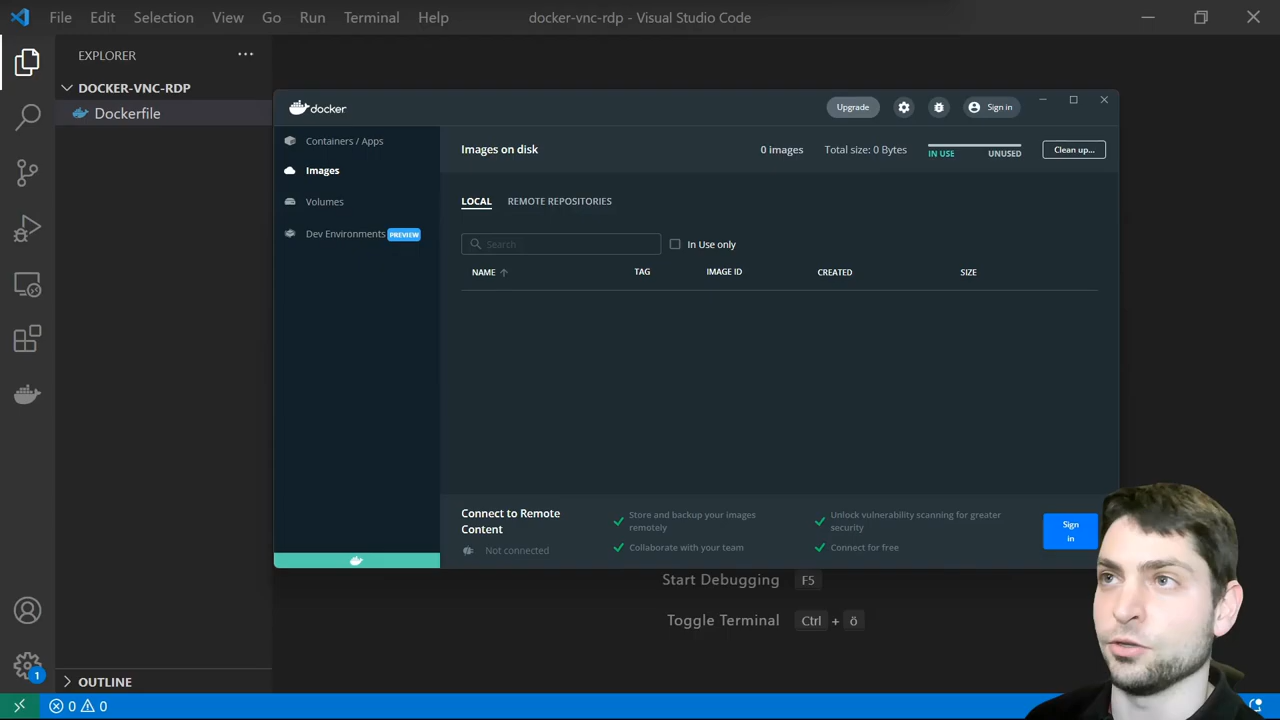 File Edit Selection View Go Run Terminal Help docker-vnc-rdp - Visual Studio Code
EXPLORER
DOCKER-VNC-RDP
Dockerfile
docker
Upgrade
Sign in
Containers / Apps
Images
Volumes
Dev Environments PREVIEW
Images on disk
0 images
Total size: 0 Bytes
IN USE UNUSED
Clean up...
LOCAL REMOTE REPOSITORIES
Search
In Use only
NAME TAG IMAGE ID CREATED SIZE
Connect to Remote
Content
Not connected
Store and backup your images
remotely
Collaborate with your team
Unlock vulnerability scanning for greater
security
Connect for free
Sign
in
Start Debugging F5
Toggle Terminal Ctrl + ö
1
OUTLINE
0 0